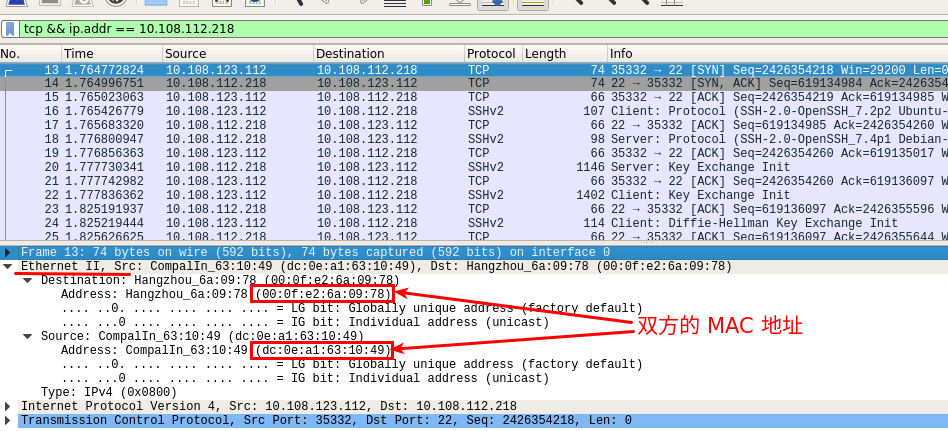 tcp && ip.addr == 10.108.112.218
No. Time Source Destination Protocol Length Info
13 1.764772824 10.108.123.112 10.108.112.218 TCP 74 35332 → 22 [SYN] Seq=2426354218 Win=29200 Len=0
14 1.764996751 10.108.112.218 10.108.123.112 TCP 74 22 → 35332 [SYN, ACK] Seq=619134984 Ack=2426354
15 1.765023063 10.108.123.112 10.108.112.218 TCP 66 35332 → 22 [ACK] Seq=2426354219 Ack=619134985 W
16 1.765426779 10.108.123.112 10.108.112.218 SSHv2 107 Client: Protocol (SSH-2.0-OpenSSH_7.2p2 Ubuntu-
17 1.765683320 10.108.112.218 10.108.123.112 TCP 66 22 → 35332 [ACK] Seq=619134985 Ack=2426354260 W
18 1.776800947 10.108.112.218 10.108.123.112 SSHv2 98 Server: Protocol (SSH-2.0-OpenSSH_7.4p1 Debian-
19 1.776856363 10.108.123.112 10.108.112.218 TCP 66 35332 → 22 [ACK] Seq=2426354260 Ack=619135017 W
20 1.777730341 10.108.112.218 10.108.123.112 SSHv2 1146 Server: Key Exchange Init
21 1.777742982 10.108.123.112 10.108.112.218 TCP 66 35332 → 22 [ACK] Seq=2426354260 Ack=619136097 W
22 1.777836362 10.108.123.112 10.108.112.218 SSHv2 1402 Client: Key Exchange Init
23 1.825191937 10.108.112.218 10.108.123.112 TCP 66 22 → 35332 [ACK] Seq=619136097 Ack=2426355596 W
24 1.825219444 10.108.123.112 10.108.112.218 SSHv2 114 Client: Diffie-Hellman Key Exchange Init
25 1.825626625 10.108.112.218 10.108.123.112 TCP 66 22 → 35332 [ACK] Seq=619136097 Ack=2426355644 W
Frame 13: 74 bytes on wire (592 bits), 74 bytes captured (592 bits) on interface 0
Ethernet II, Src: CompalIn_63:10:49 (dc:0e:a1:63:10:49), Dst: Hangzhou_6a:09:78 (00:0f:e2:6a:09:78)
Destination: Hangzhou_6a:09:78 (00:0f:e2:6a:09:78)
Address: Hangzhou_6a:09:78 (00:0f:e2:6a:09:78)
.... ..0. .... .... .... .... = LG bit: Globally unique address (factory default)
.... ...0 .... .... .... .... = IG bit: Individual address (unicast)
双方的 MAC 地址
Source: CompalIn_63:10:49 (dc:0e:a1:63:10:49)
Address: CompalIn_63:10:49 (dc:0e:a1:63:10:49)
.... ..0. .... .... .... .... = LG bit: Globally unique address (factory default)
.... ...0 .... .... .... .... = IG bit: Individual address (unicast)
Type: IPv4 (0x0800)
Internet Protocol Version 4, Src: 10.108.123.112, Dst: 10.108.112.218
Transmission Control Protocol, Src Port: 35332, Dst Port: 22, Seq: 2426354218, Len: 0